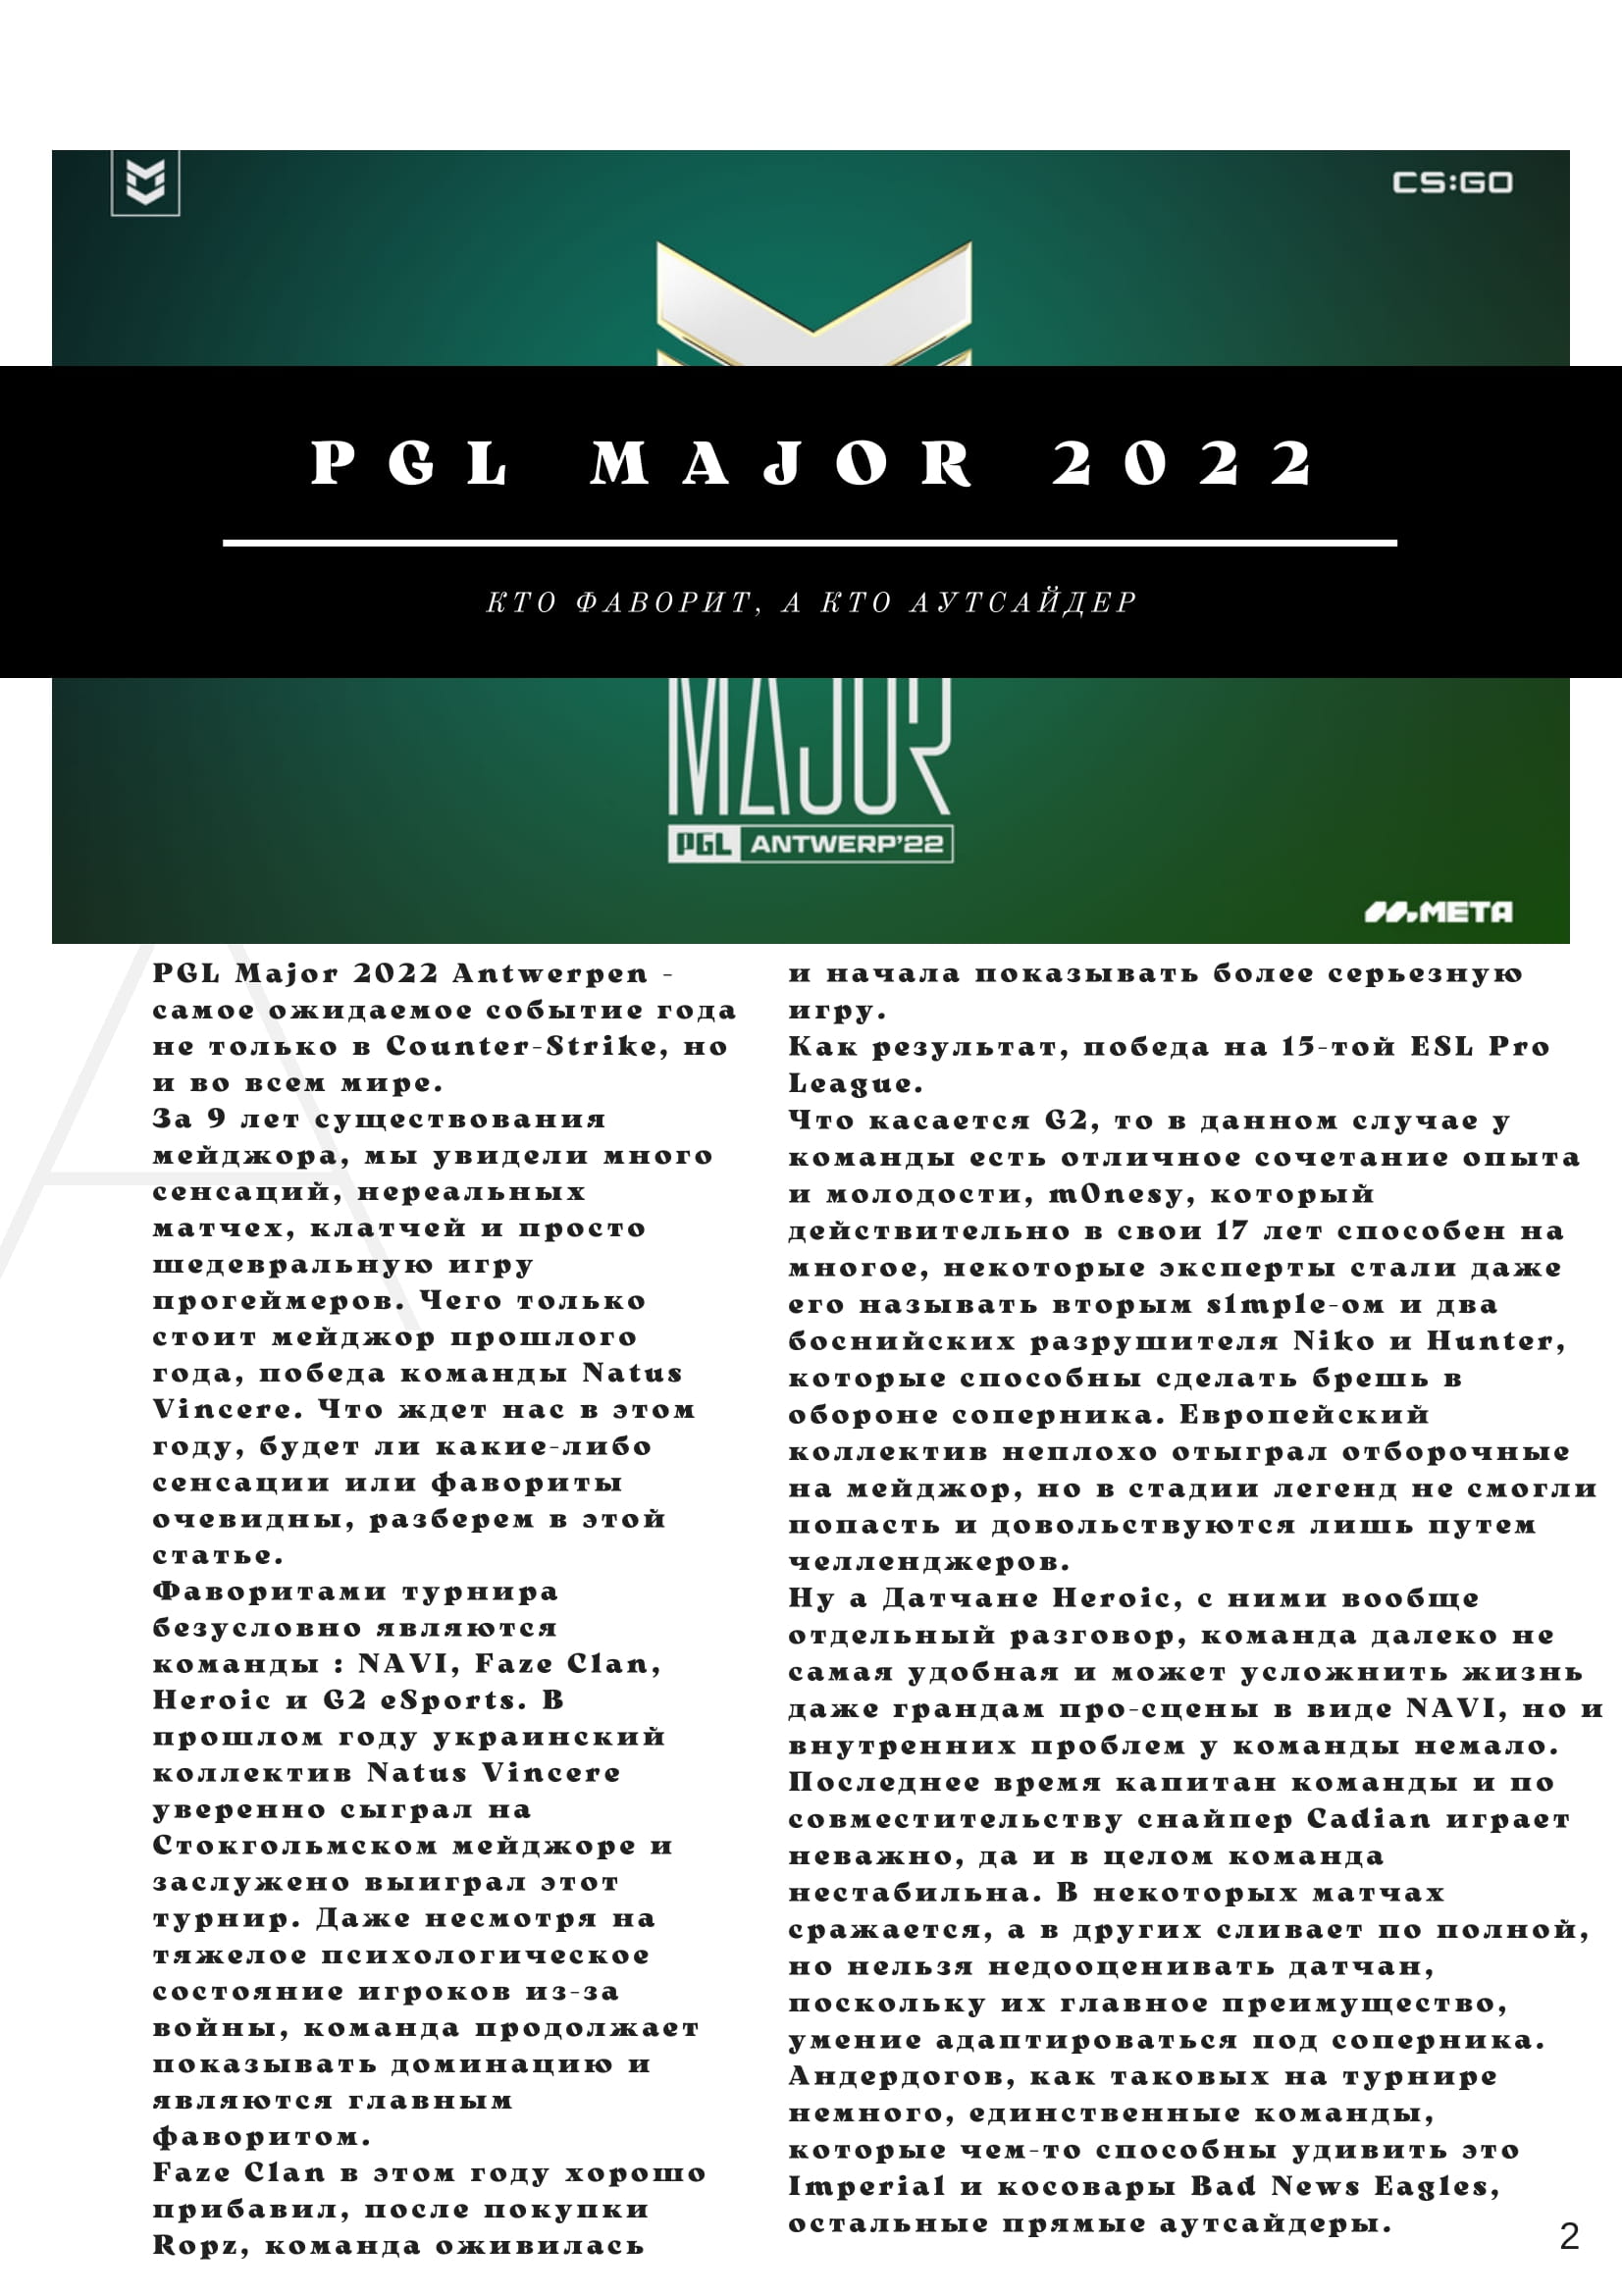 CS:GO
PGL MAJOR 2022
КТО ФАВОРИТ, А КТО АУТСАЙДЕР
MAJOR
PGL ANTWERP'22
META
PGL Major 2022 Antwerpen -
самое ожидаемое событие года
не только в Counter-Strike, но
и во всем мире.
За 9 лет существования
мейджора, мы увидели много
сенсаций, нереальных
матчех, клатчей и просто
шедевральную игру
прогеймеров. Чего только
стоит мейджор прошлого
года, победа команды Natus
Vincere. Что ждет нас в этом
году, будет ли какие-либо
сенсации или фавориты
очевидны, разберем в этой
статье.
Фаворитами турнира
безусловно являются
команды : NAVI, Faze Clan,
Heroic и G2 eSports. В
прошлом году украинский
коллектив Natus Vincere
уверенно сыграл на
Стокгольмском мейджоре и
заслужено выиграл этот
турнир. Даже несмотря на
тяжелое психологическое
состояние игроков из-за
войны, команда продолжает
показывать доминацию и
являются главным
фаворитом.
Faze Clan в этом году хорошо
прибавил, после покупки
Ropz, команда оживилась
и начала показывать более серьезную
игру.
Как результат, победа на 15-той ESL Pro
League.
Что касается G2, то в данном случае у
команды есть отличное сочетание опыта
и молодости, m0nesy, который
действительно в свои 17 лет способен на
многое, некоторые эксперты стали даже
его называть вторым s1mple-ом и два
боснийских разрушителя Niko и Hunter,
которые способны сделать брешь в
обороне соперника. Европейский
коллектив неплохо отыграл отборочные
на мейджор, но в стадии легенд не смогли
попасть и довольствуются лишь путем
челленджеров.
Ну а Датчане Heroic, с ними вообще
отдельный разговор, команда далеко не
самая удобная и может усложнить жизнь
даже грандам про-сцены в виде NAVI, но и
внутренних проблем у команды немало.
Последнее время капитан команды и по
совместительству снайпер Cadian играет
неважно, да и в целом команда
нестабильна. В некоторых матчах
сражается, а в других сливает по полной,
но нельзя недооценивать датчан,
поскольку их главное преимущество,
умение адаптироваться под соперника.
Андердогов, как таковых на турнире
немного, единственные команды,
которые чем-то способны удивить это
Imperial и косовары Bad News Eagles,
остальные прямые аутсайдеры.
2